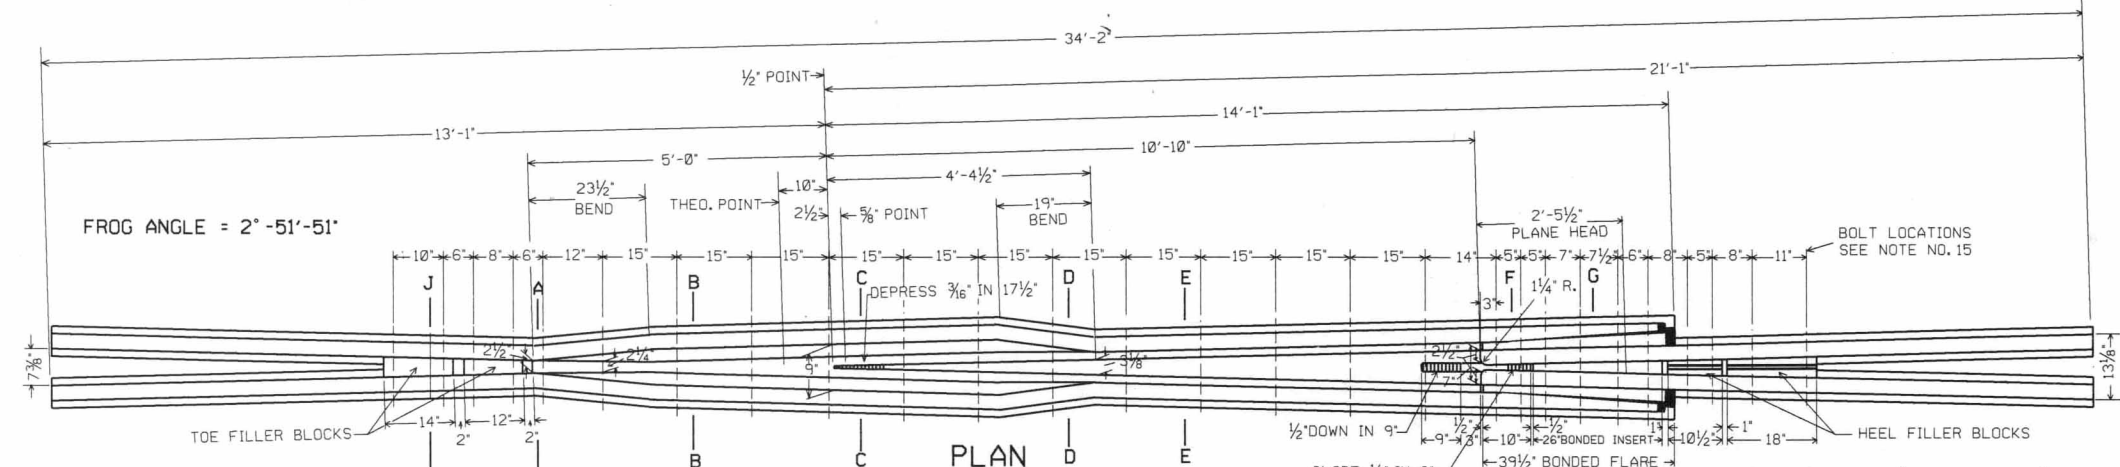 34'-2"
½" POINT
21'-1"
14'-1"
13'-1"
10'-10"
5'-0"
4'-4½"
23½"
BEND
THEO. POINT
10"
2½"
⅝" POINT
19"
BEND
2'-5½"
PLANE HEAD
FROG ANGLE = 2°-51'-51"
BOLT LOCATIONS
SEE NOTE NO. 15
10" 6" 8" 6" 12" 15" 15" 15" 15" 15" 15" 15" 15" 15" 15" 15" 14" 5" 5" 7" 7½" 6" 8" 5" 8" 11"
J A B C D E F G
DEPRESS 3/16" IN 17½"
3"
1¼" R.
7⅜"
2½"
2¼"
9"
3⅛"
2½"
7"
13⅛"
TOE FILLER BLOCKS
14"
2"
12"
2"
½" DOWN IN 9"
9"
3"
½"
10"
½"
26" BONDED INSERT
1"
10½"
1"
18"
HEEL FILLER BLOCKS
B C D E
PLAN
39½" BONDED FLARE